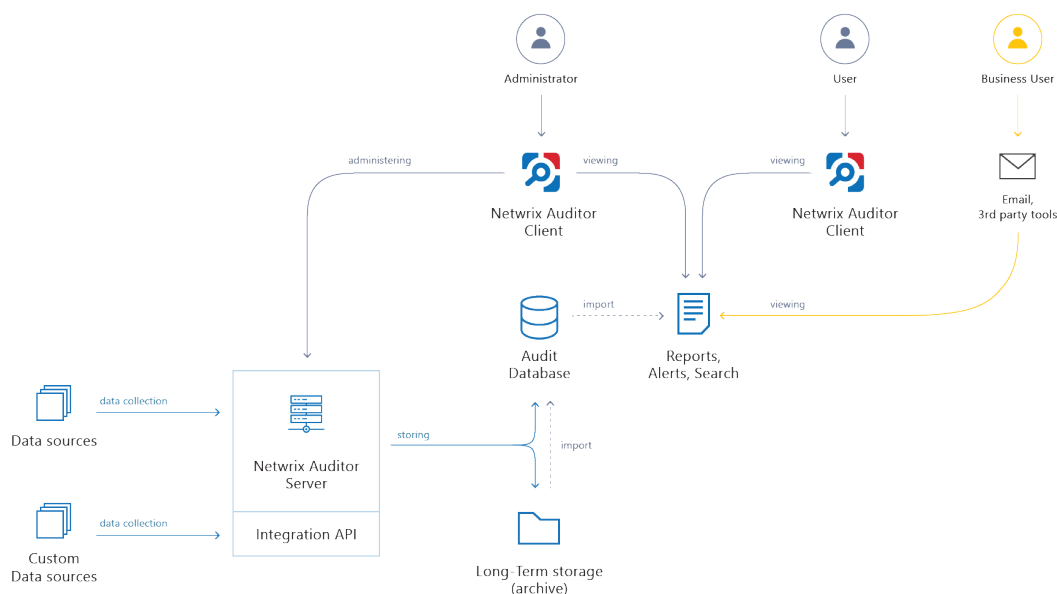 Administrator
User
Business User
administering
viewing
viewing
Netwrix Auditor
Client
Netwrix Auditor
Client
Email,
3rd party tools
import
viewing
Audit
Database
Reports,
Alerts, Search
data collection
Data sources
storing
import
Netwrix Auditor
Server
data collection
Integration API
Custom
Data sources
Long-Term storage
(archive)